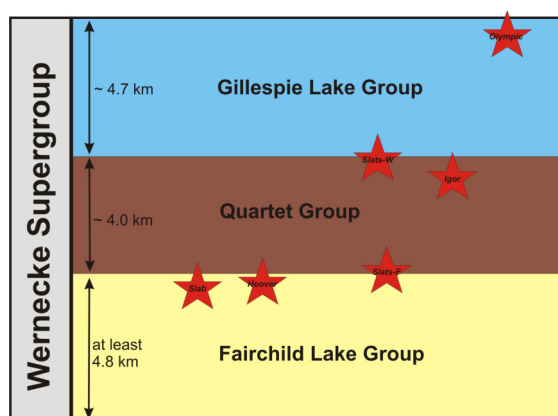 Wernecke Supergroup
Olympic
~ 4.7 km
Gillespie Lake Group
Slats-W
Igor
~ 4.0 km
Quartet Group
Slats-F
Slab
Hoover
at least
4.8 km
Fairchild Lake Group